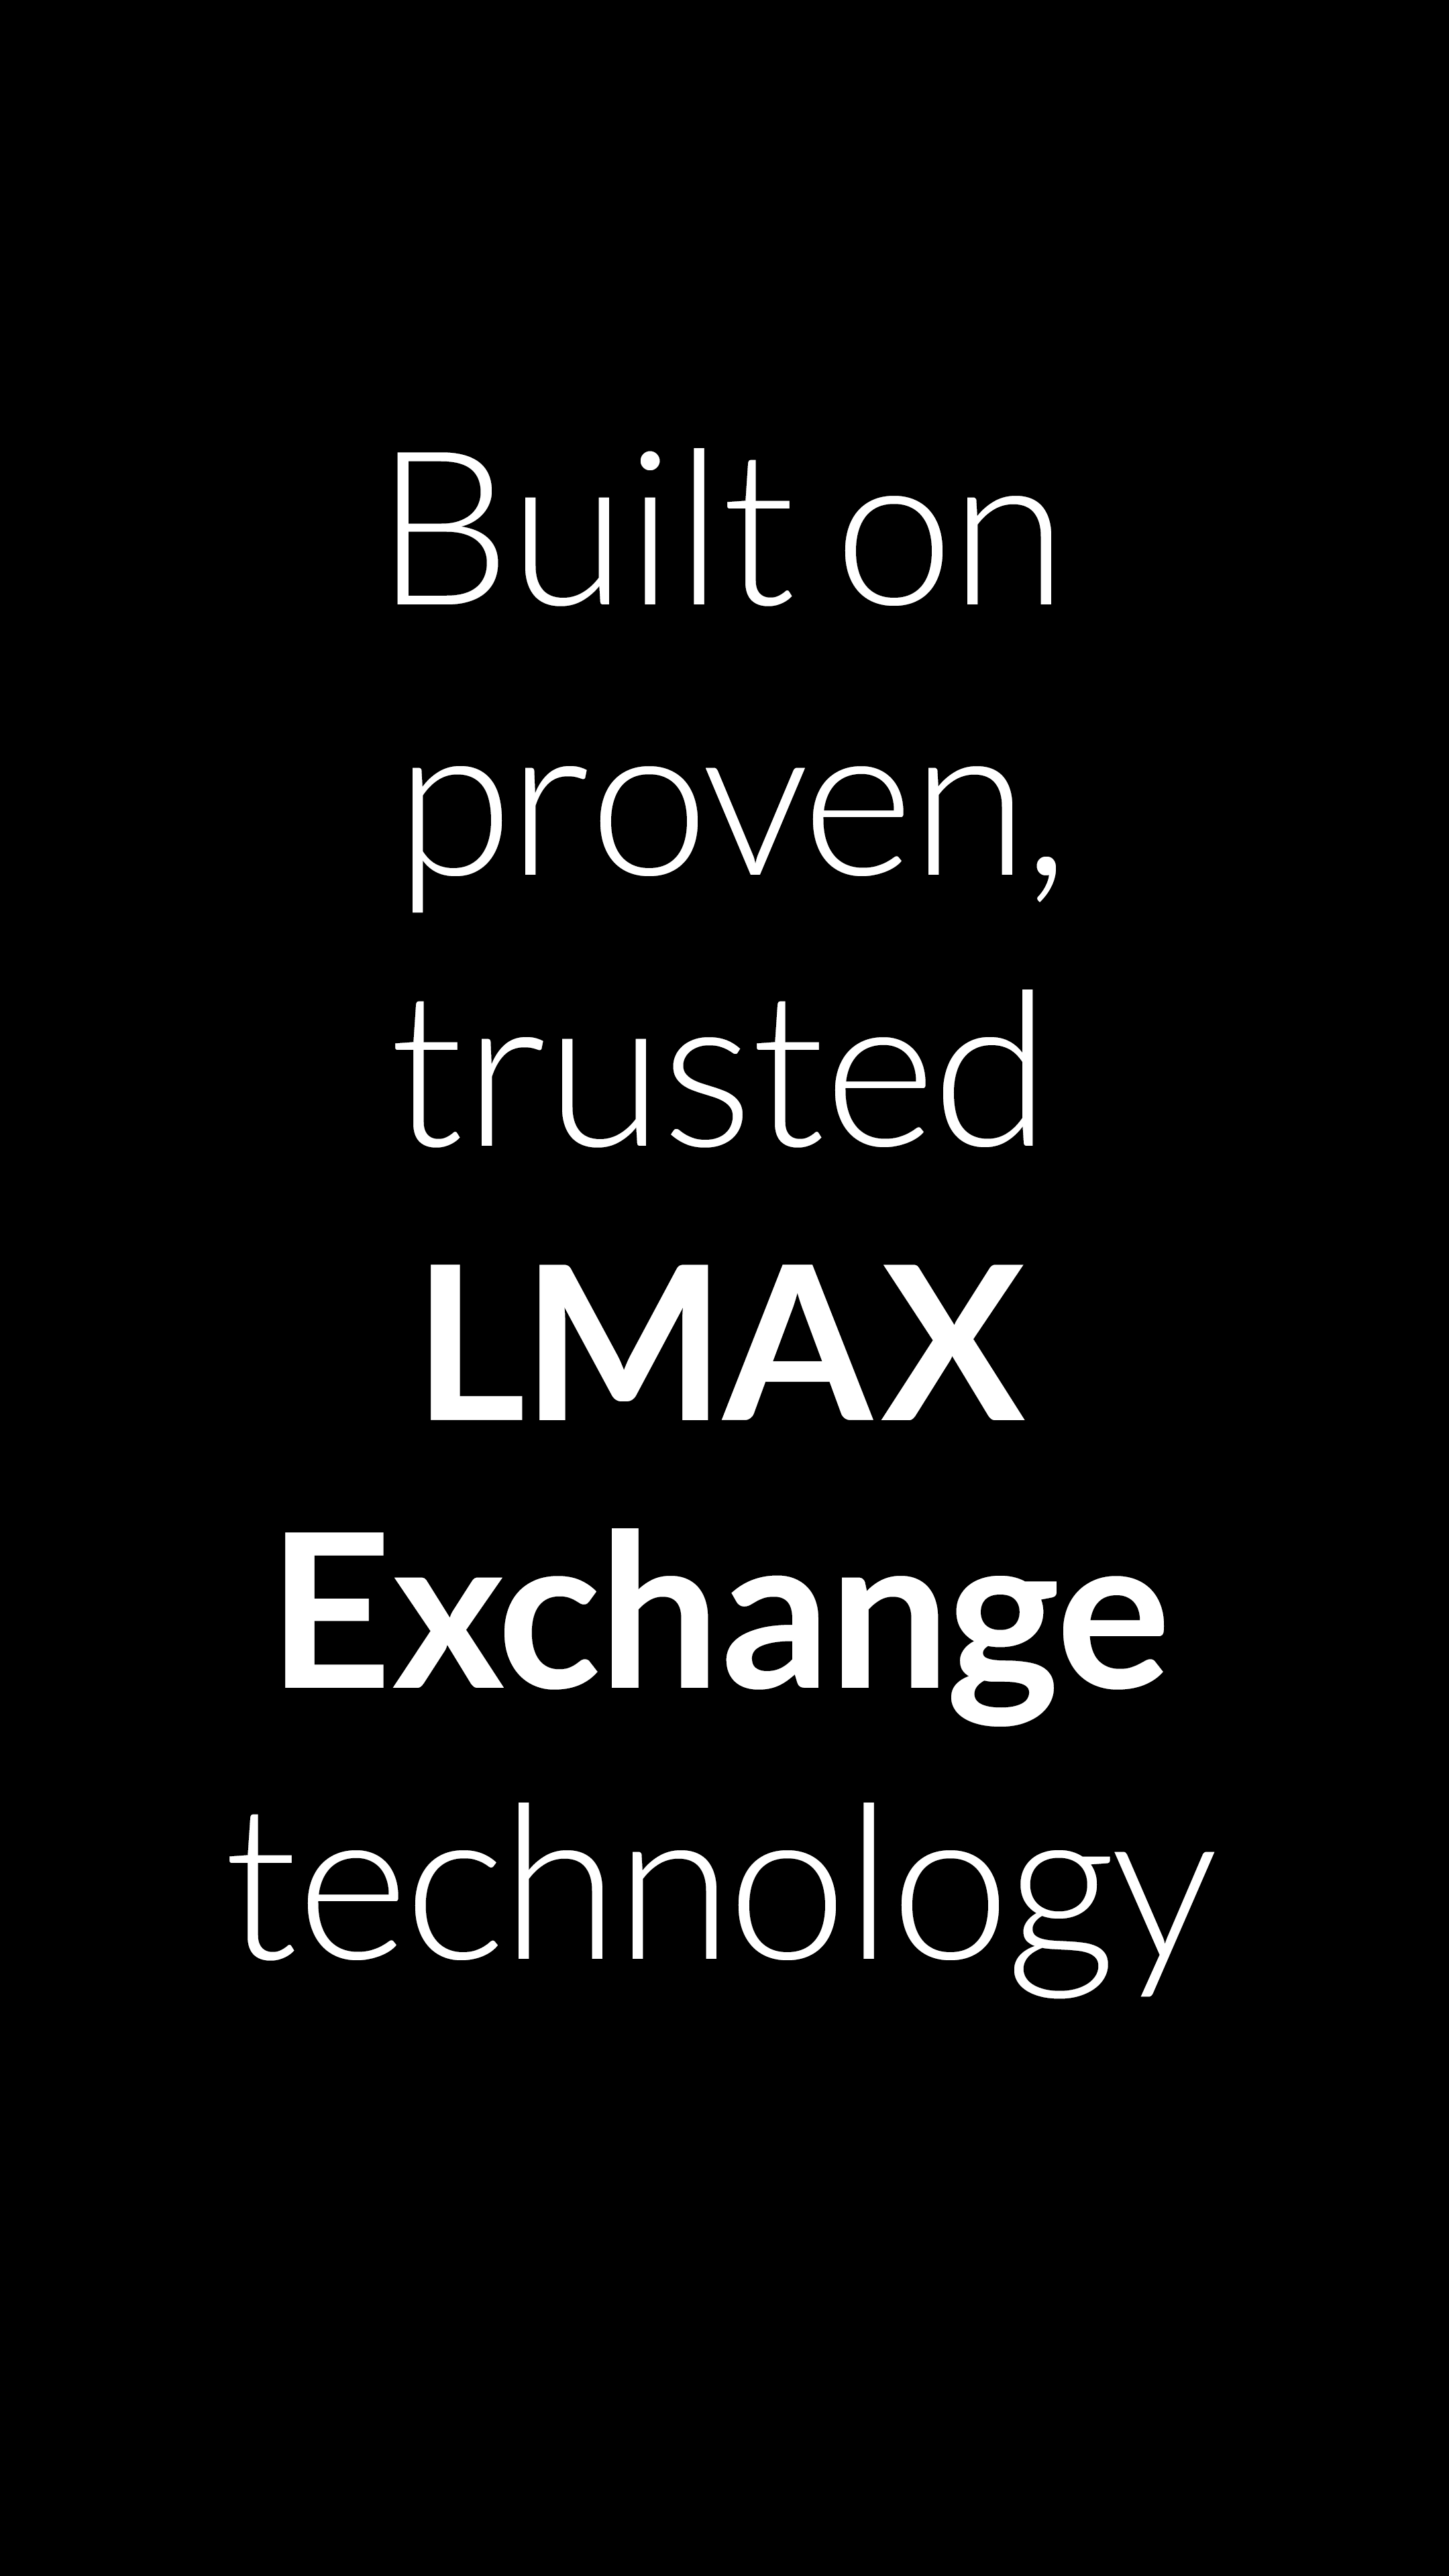 Built on
proven,
trusted
LMAX
Exchange
technology